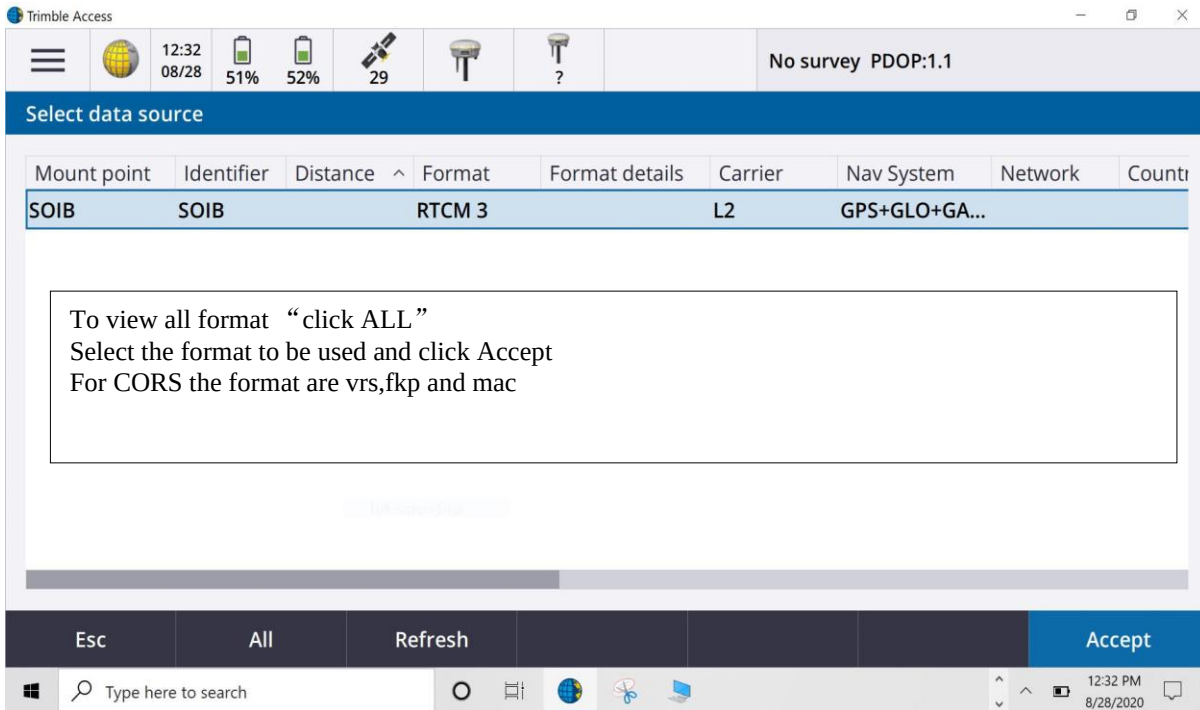 Trimble Access
12:32
08/28
51%
52%
29
?
No survey PDOP:1.1
Select data source
Mount point Identifier Distance Format Format details Carrier Nav System Network Countr
SOIB SOIB RTCM 3 L2 GPS+GLO+GA...
To view all format “click ALL”
Select the format to be used and click Accept
For CORS the format are vrs,fkp and mac
Esc All Refresh Accept
Type here to search
12:32 PM
8/28/2020